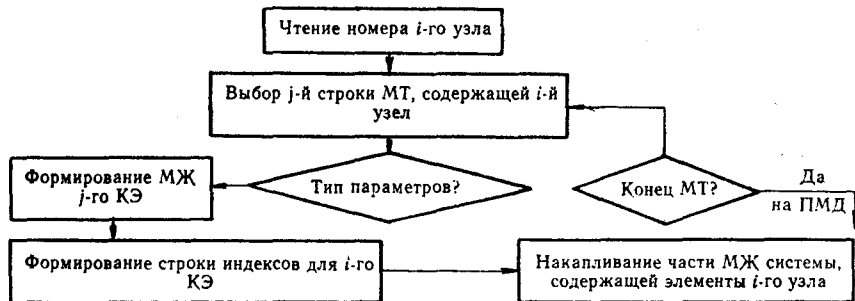 Чтение номера i-го узла
Выбор j-й строки МТ, содержащей i-й
узел
Формирование МЖ
j-го КЭ
Тип параметров?
Конец МТ?
Да
на ПМД
Формирование строки индексов для i-го
КЭ
Накапливание части МЖ системы,
содержащей элементы i-го узла